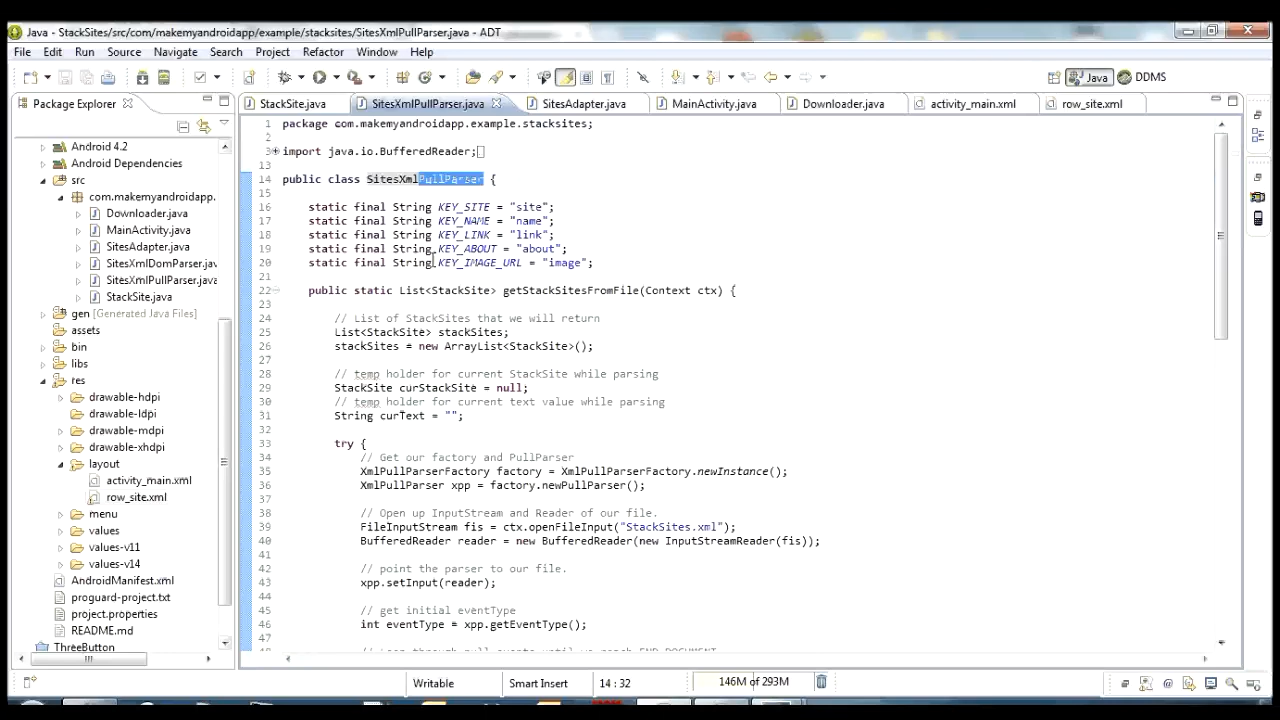 Java - StackSites/src/com/makemyandroidapp/example/stacksites/SitesXmlPullParser.java - ADT
File Edit Run Source Navigate Search Project Refactor Window Help
Java DDMS
Package Explorer
StackSite.java SitesXmlPullParser.java SitesAdapter.java MainActivity.java Downloader.java activity_main.xml row_site.xml
Android 4.2
Android Dependencies
src
com.makemyandroidapp.
Downloader.java
MainActivity.java
SitesAdapter.java
SitesXmlDomParser.jav
SitesXmlPullParser.java
StackSite.java
gen [Generated Java Files]
assets
bin
libs
res
drawable-hdpi
drawable-ldpi
drawable-mdpi
drawable-xhdpi
layout
activity_main.xml
row_site.xml
menu
values
values-v11
values-v14
AndroidManifest.xml
proguard-project.txt
project.properties
README.md
ThreeButton
1 package com.makemyandroidapp.example.stacksites;
2
3 import java.io.BufferedReader;
13
14 public class SitesXmlPullParser {
15
16 static final String KEY_SITE = "site";
17 static final String KEY_NAME = "name";
18 static final String KEY_LINK = "link";
19 static final String KEY_ABOUT = "about";
20 static final String KEY_IMAGE_URL = "image";
21
22 public static List<StackSite> getStackSitesFromFile(Context ctx) {
23
24 // List of StackSites that we will return
25 List<StackSite> stackSites;
26 stackSites = new ArrayList<StackSite>();
27
28 // temp holder for current StackSite while parsing
29 StackSite curStackSite = null;
30 // temp holder for current text value while parsing
31 String curText = "";
32
33 try {
34 // Get our factory and PullParser
35 XmlPullParserFactory factory = XmlPullParserFactory.newInstance();
36 XmlPullParser xpp = factory.newPullParser();
37
38 // Open up InputStream and Reader of our file.
39 FileInputStream fis = ctx.openFileInput("StackSites.xml");
40 BufferedReader reader = new BufferedReader(new InputStreamReader(fis));
41
42 // point the parser to our file.
43 xpp.setInput(reader);
44
45 // get initial eventType
46 int eventType = xpp.getEventType();
47
Writable Smart Insert 14 : 32 146M of 293M